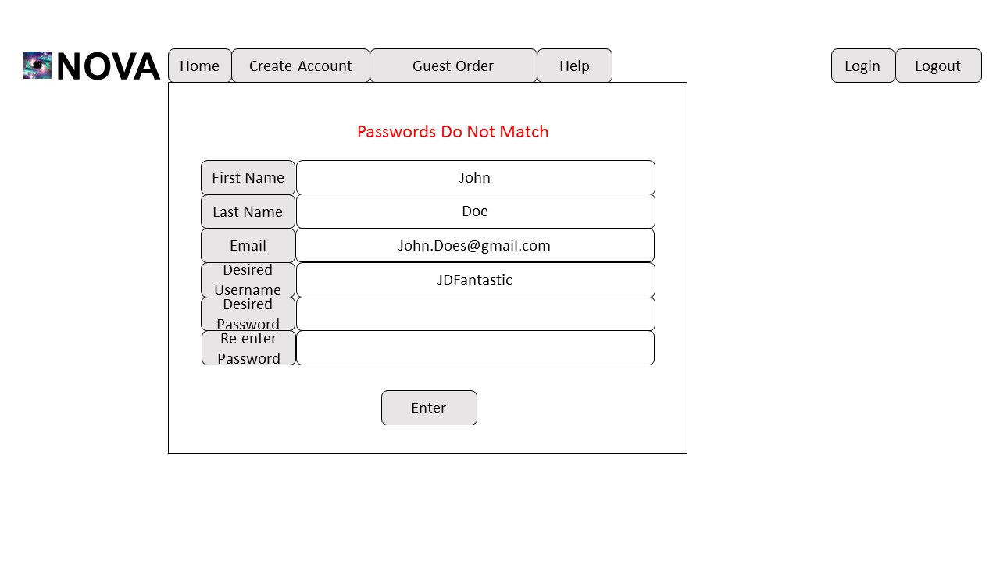 NOVA Home Create Account Guest Order Help Login Logout
Passwords Do Not Match
First Name John
Last Name Doe
Email John.Does@gmail.com
Desired
Username JDFantastic
Desired
Password
Re-enter
Password
Enter